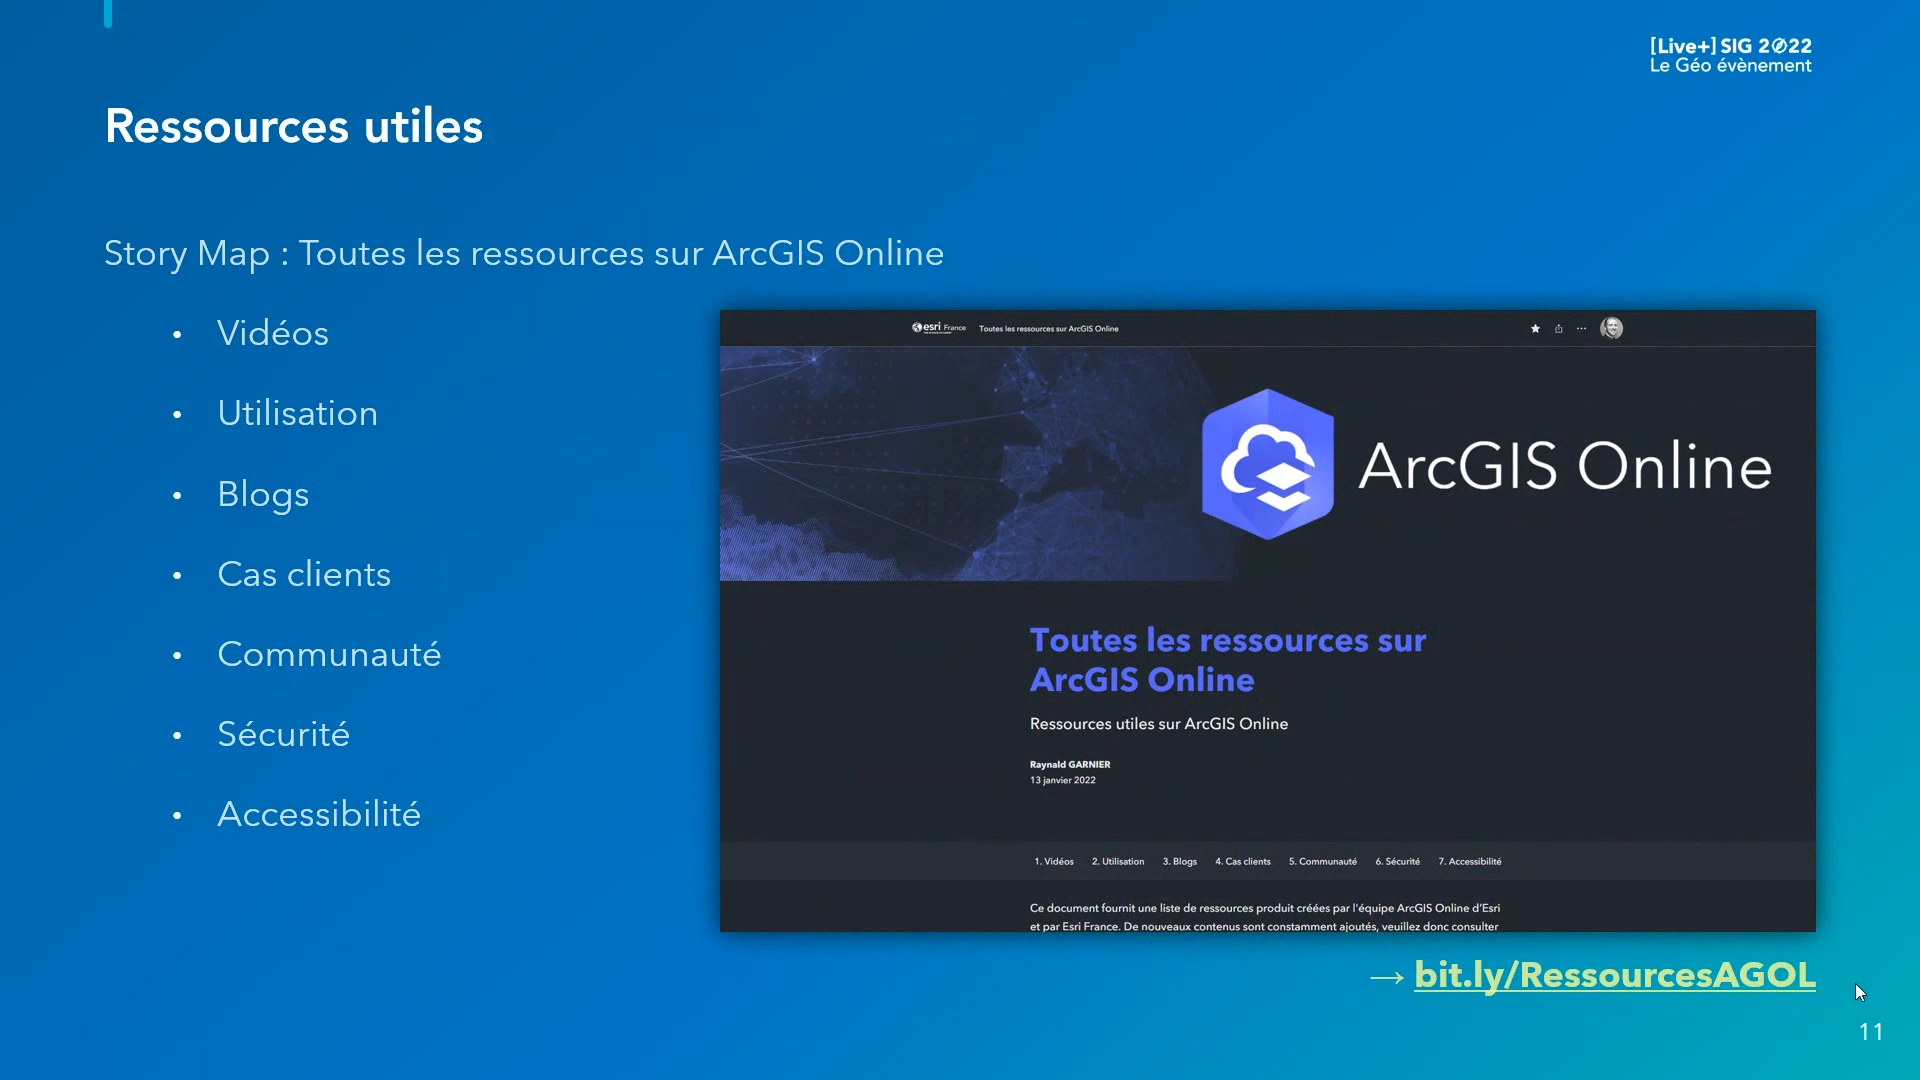 [Live+] SIG 2022
Le Géo évènement
Ressources utiles
Story Map : Toutes les ressources sur ArcGIS Online
• Vidéos
• Utilisation
• Blogs
• Cas clients
• Communauté
• Sécurité
• Accessibilité
esri France Toutes les ressources sur ArcGIS Online
ArcGIS Online
Toutes les ressources sur
ArcGIS Online
Ressources utiles sur ArcGIS Online
Raynald GARNIER
13 janvier 2022
1. Vidéos 2. Utilisation 3. Blogs 4. Cas clients 5. Communauté 6. Sécurité 7. Accessibilité
Ce document fournit une liste de ressources produit créées par l'équipe ArcGIS Online d'Esri
et par Esri France. De nouveaux contenus sont constamment ajoutés, veuillez donc consulter
→ bit.ly/RessourcesAGOL
11